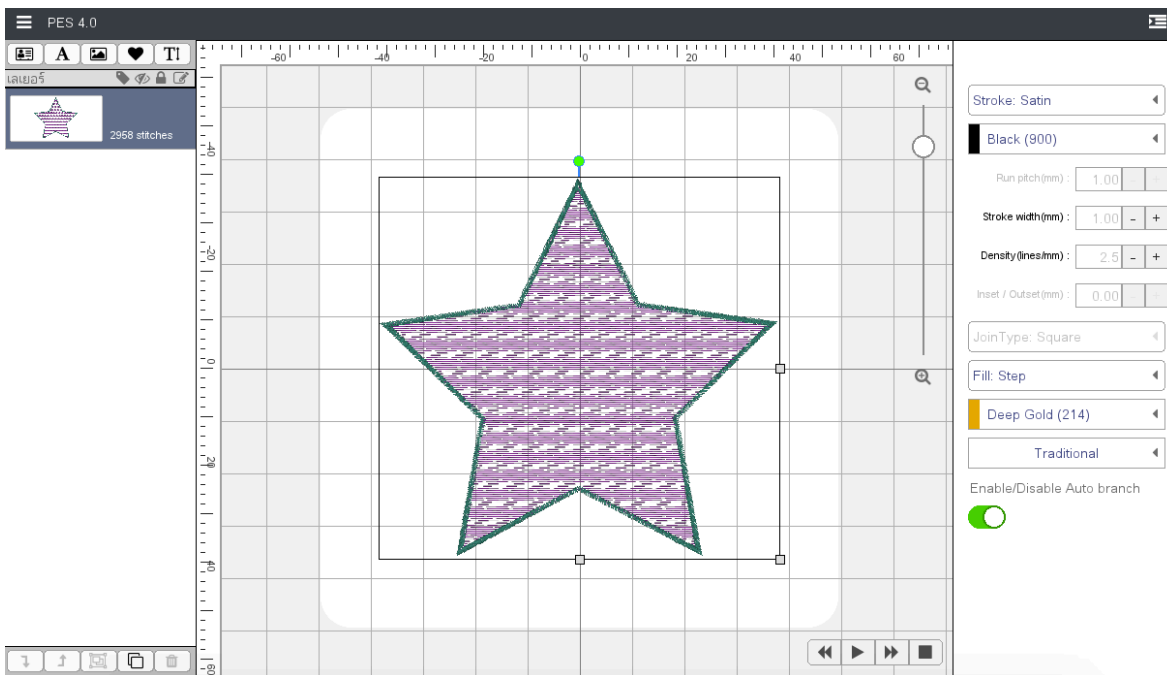 PES 4.0
A
T
เลเยอร์
2958 stitches
-60 -40 -20 0 20 40 60
-40
-20
0
20
40
60
Stroke: Satin
Black (900)
Run pitch(mm) : 1.00 - +
Stroke width(mm) : 1.00 - +
Density(lines/mm) : 2.5 - +
Inset / Outset(mm) : 0.00 - +
JoinType: Square
Fill: Step
Deep Gold (214)
Traditional
Enable/Disable Auto branch